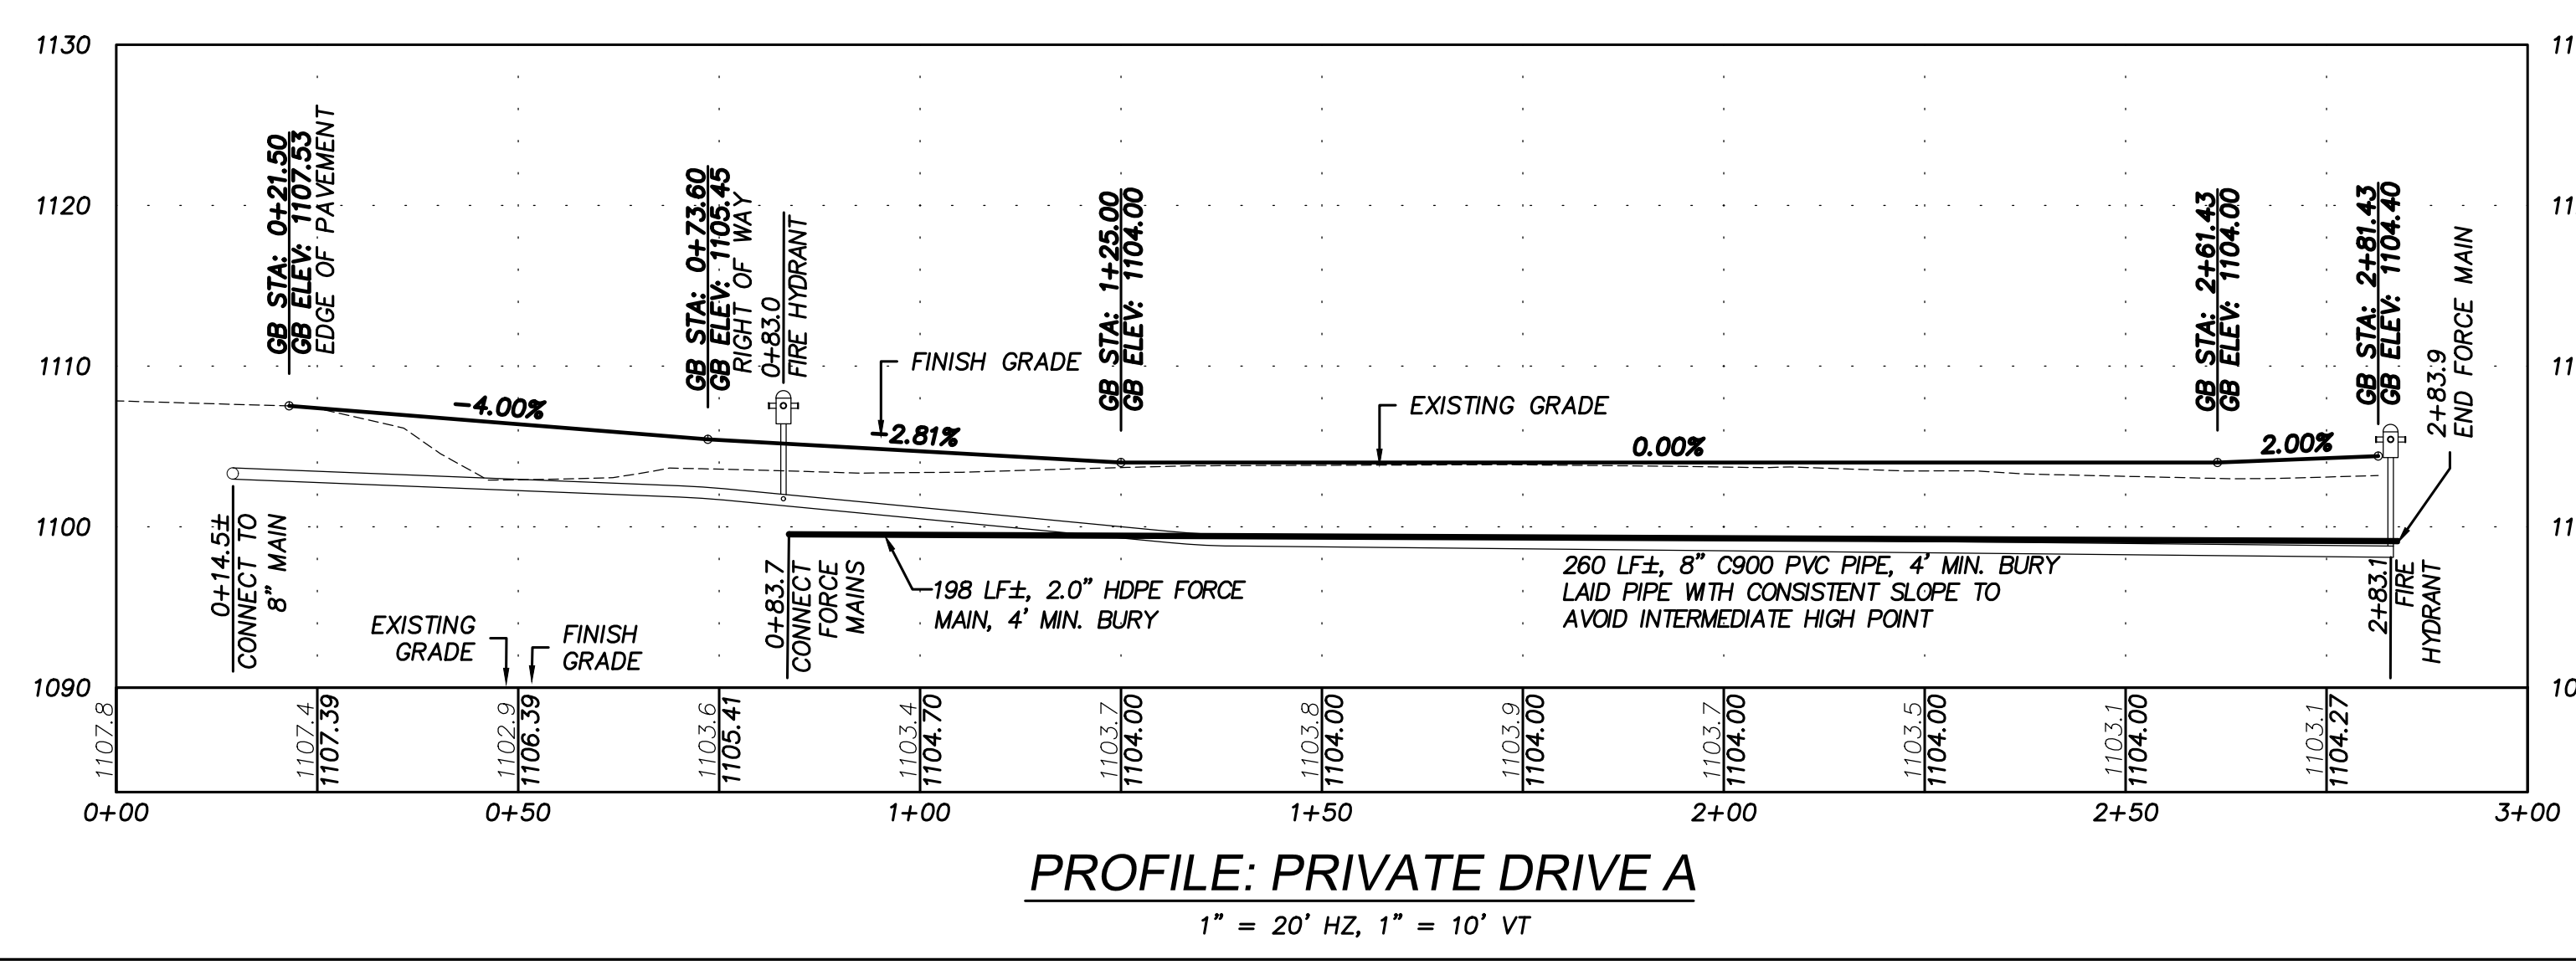 1130
1120
1110
1100
1090
11
11
11
11
10
GB STA: 0+21.50
GB ELEV: 1107.53
EDGE OF PAVEMENT
GB STA: 0+73.60
GB ELEV: 1105.45
RIGHT OF WAY
0+83.0
FIRE HYDRANT
FINISH GRADE
GB STA: 1+25.00
GB ELEV: 1104.00
EXISTING GRADE
GB STA: 2+61.43
GB ELEV: 1104.00
GB STA: 2+81.43
GB ELEV: 1104.40
2+83.9
END FORCE MAIN
-4.00%
-2.81%
0.00%
2.00%
0+14.5±
CONNECT TO
8" MAIN
EXISTING
GRADE
FINISH
GRADE
0+83.7
CONNECT
FORCE
MAINS
198 LF±, 2.0" HDPE FORCE
MAIN, 4' MIN. BURY
260 LF±, 8" C900 PVC PIPE, 4' MIN. BURY
LAID PIPE WITH CONSISTENT SLOPE TO
AVOID INTERMEDIATE HIGH POINT
2+83.1
FIRE
HYDRANT
1107.8
1107.4
1107.39
1102.9
1106.39
1103.6
1105.41
1103.4
1104.70
1103.7
1104.00
1103.8
1104.00
1103.9
1104.00
1103.7
1104.00
1103.5
1104.00
1103.1
1104.00
1103.1
1104.27
0+00
0+50
1+00
1+50
2+00
2+50
3+00
PROFILE: PRIVATE DRIVE A
1" = 20' HZ, 1" = 10' VT